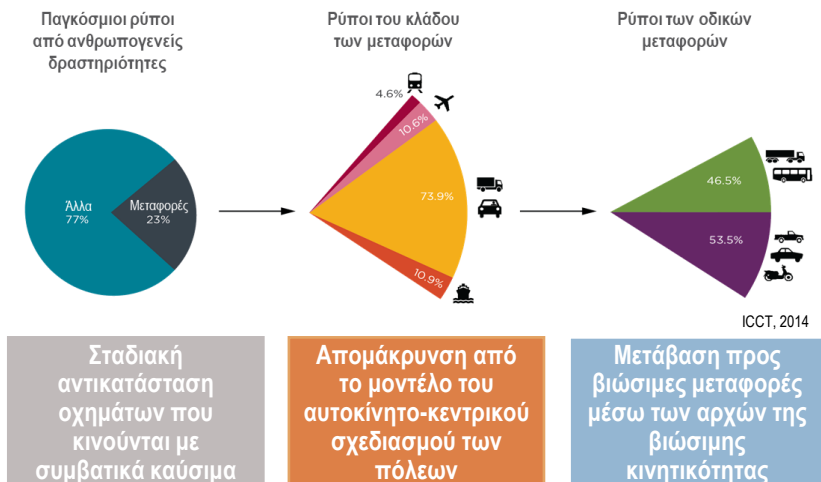 Παγκόσμιοι ρύποι
από ανθρωπογενείς
δραστηριότητες
Ρύποι του κλάδου
των μεταφορών
Ρύποι των οδικών
μεταφορών
Άλλα
77%
Μεταφορές
23%
4.6%
10.6%
73.9%
10.9%
46.5%
53.5%
ICCT, 2014
Σταδιακή
αντικατάσταση
οχημάτων που
κινούνται με
συμβατικά καύσιμα
Απομάκρυνση από
το μοντέλο του
αυτοκίνητο-κεντρικού
σχεδιασμού των
πόλεων
Μετάβαση προς
βιώσιμες μεταφορές
μέσω των αρχών της
βιώσιμης
κινητικότητας